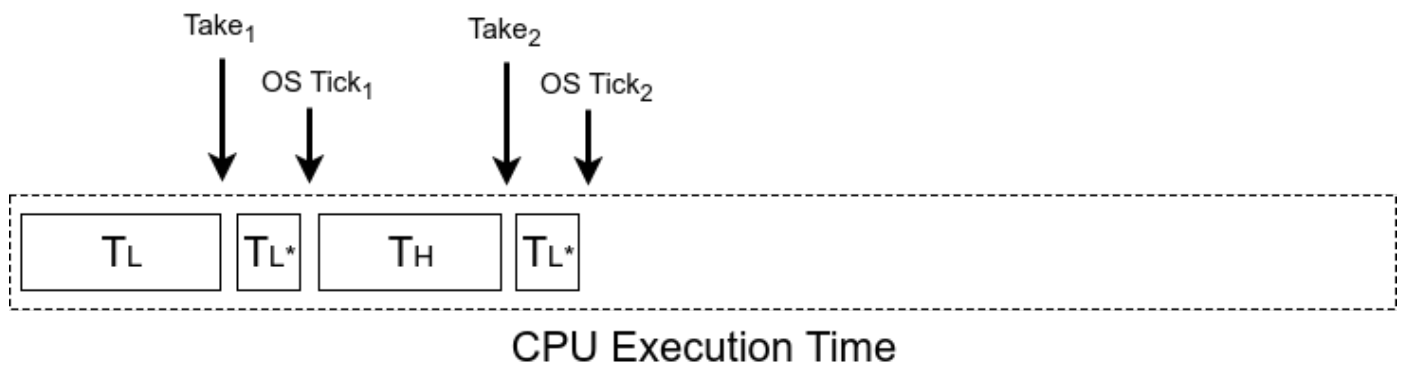 Take1
Take2
OS Tick1
OS Tick2
TL
TL*
TH
TL*
CPU Execution Time